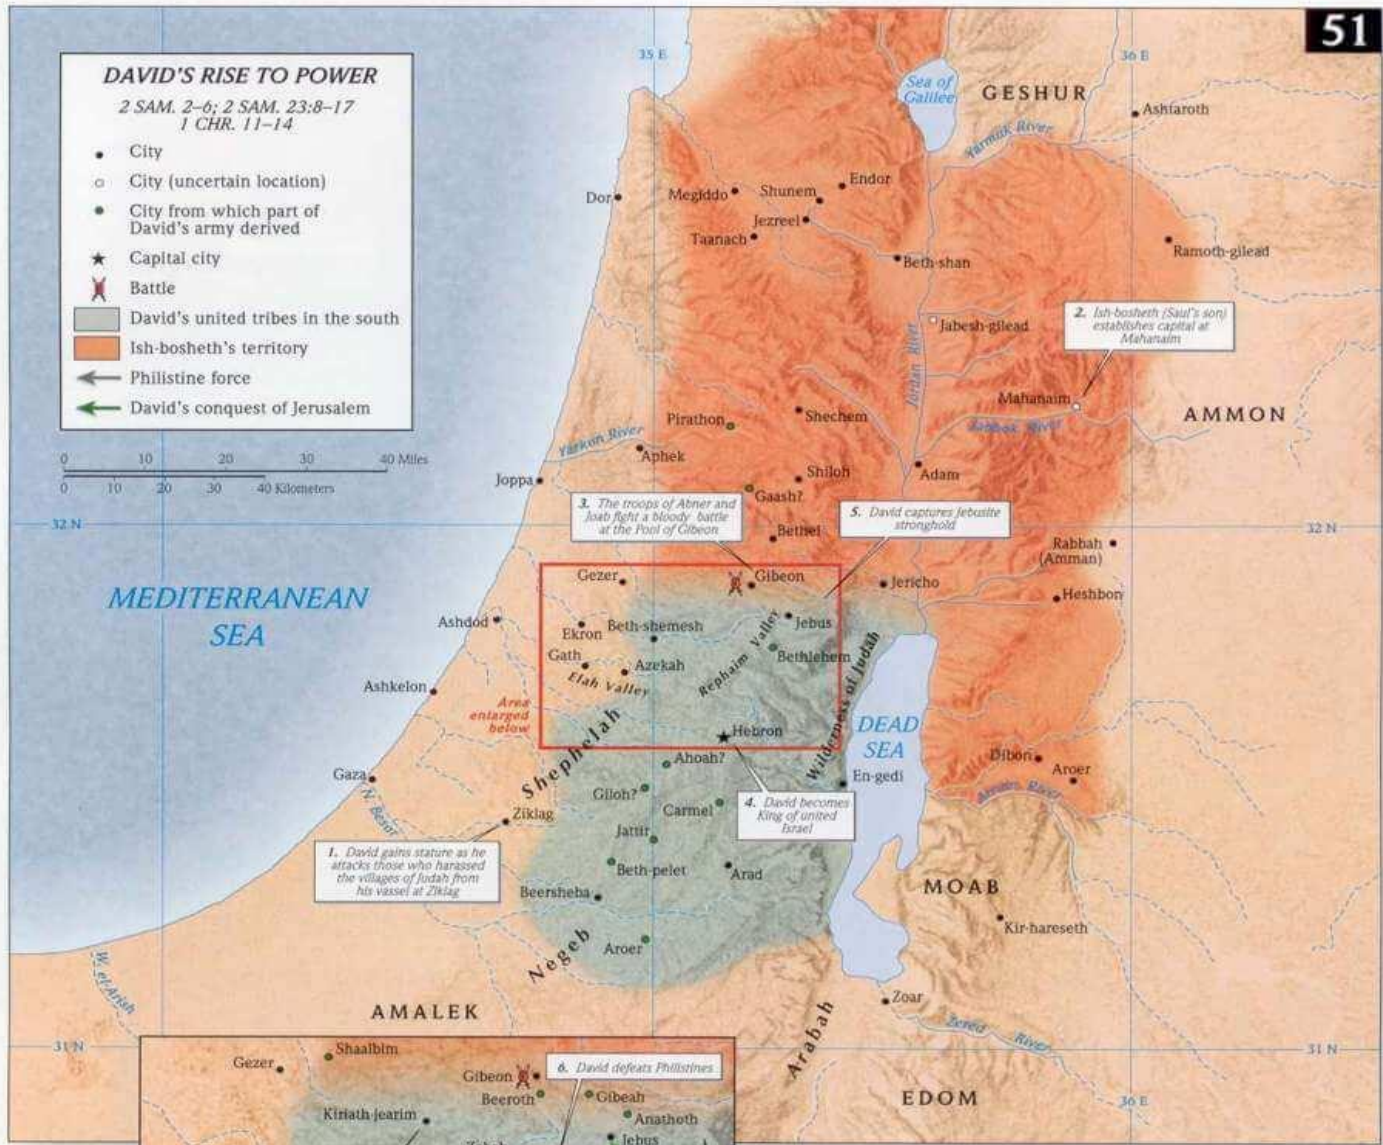 51
DAVID'S RISE TO POWER
2 SAM. 2–6; 2 SAM. 23:8–17
1 CHR. 11–14
City
City (uncertain location)
City from which part of
David's army derived
Capital city
Battle
David's united tribes in the south
Ish-bosheth's territory
Philistine force
David's conquest of Jerusalem
0 10 20 30 40 Miles
0 10 20 30 40 Kilometers
35 E
36 E
Sea of
Galilee
GESHUR
Ashtaroth
Yarmuk River
Dor
Megiddo
Shunem
Endor
Jezreel
Taanach
Beth-shan
Ramoth-gilead
Jabesh-gilead
2. Ish-bosheth (Saul's son)
establishes capital at
Mahanaim
Jordan River
Mahanaim
Jabbok River
AMMON
Pirathon
Shechem
Yarkon River
Aphek
Joppa
Shiloh
Adam
Gaash?
3. The troops of Abner and
Joab fight a bloody battle
at the Pool of Gibeon
5. David captures Jebusite
stronghold
32 N
32 N
Bethel
Rabbah
(Amman)
Gezer
Gibeon
Jericho
Heshbon
MEDITERRANEAN
SEA
Ashdod
Ekron
Beth-shemesh
Jebus
Gath
Azekah
Elah Valley
Rephaim Valley
Bethlehem
Wilderness of Judah
Ashkelon
Area
enlarged
below
Shephelah
Hebron
DEAD
SEA
Ahoah?
Dibon
Aroer
Arnon River
Gaza
N. Besor
Giloh?
En-gedi
Ziklag
Carmel
4. David becomes
King of united
Israel
Jattir
1. David gains stature as he
attacks those who harassed
the villages of Judah from
his vassel at Ziklag
Beth-pelet
Arad
Beersheba
MOAB
Kir-hareseth
Negeb
Aroer
W. el-Arish
AMALEK
Zoar
Arabah
Zered River
31 N
31 N
EDOM
36 E
Gezer
Shaalbim
Gibeon
6. David defeats Philistines
Beeroth
Gibeah
Kiriath-jearim
Anathoth
Jebus